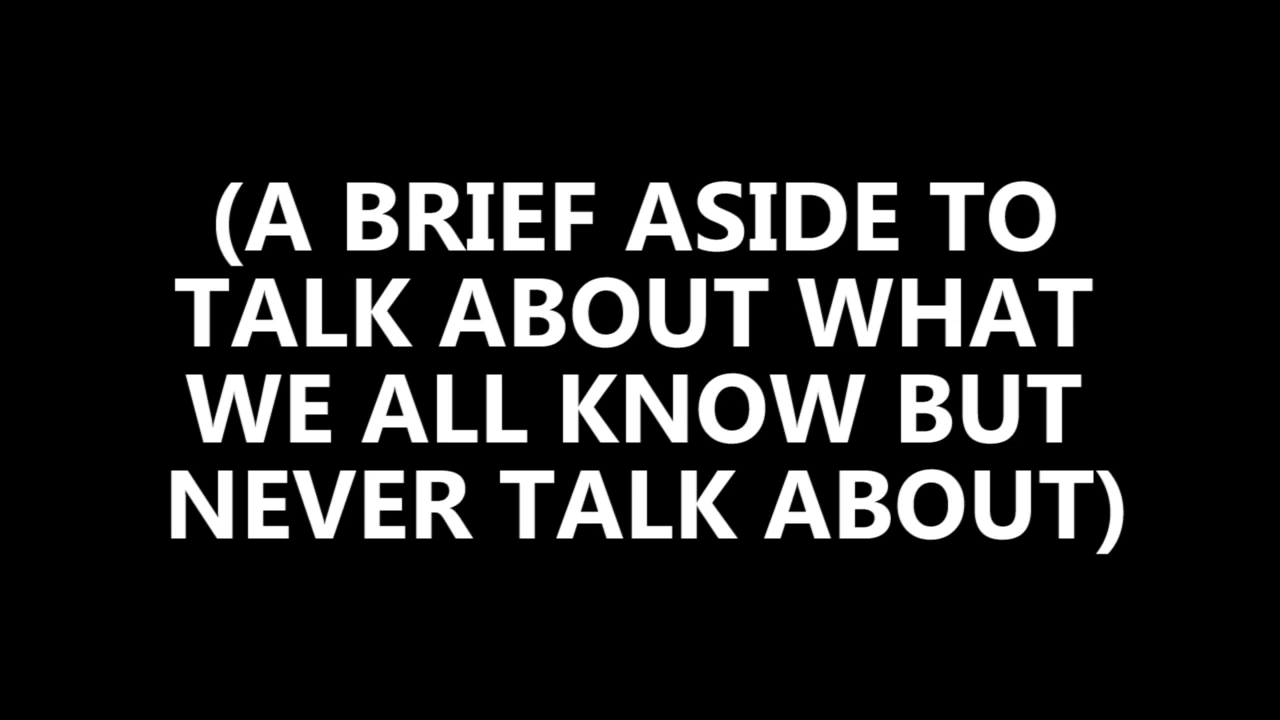 (A BRIEF ASIDE TO
TALK ABOUT WHAT
WE ALL KNOW BUT
NEVER TALK ABOUT)